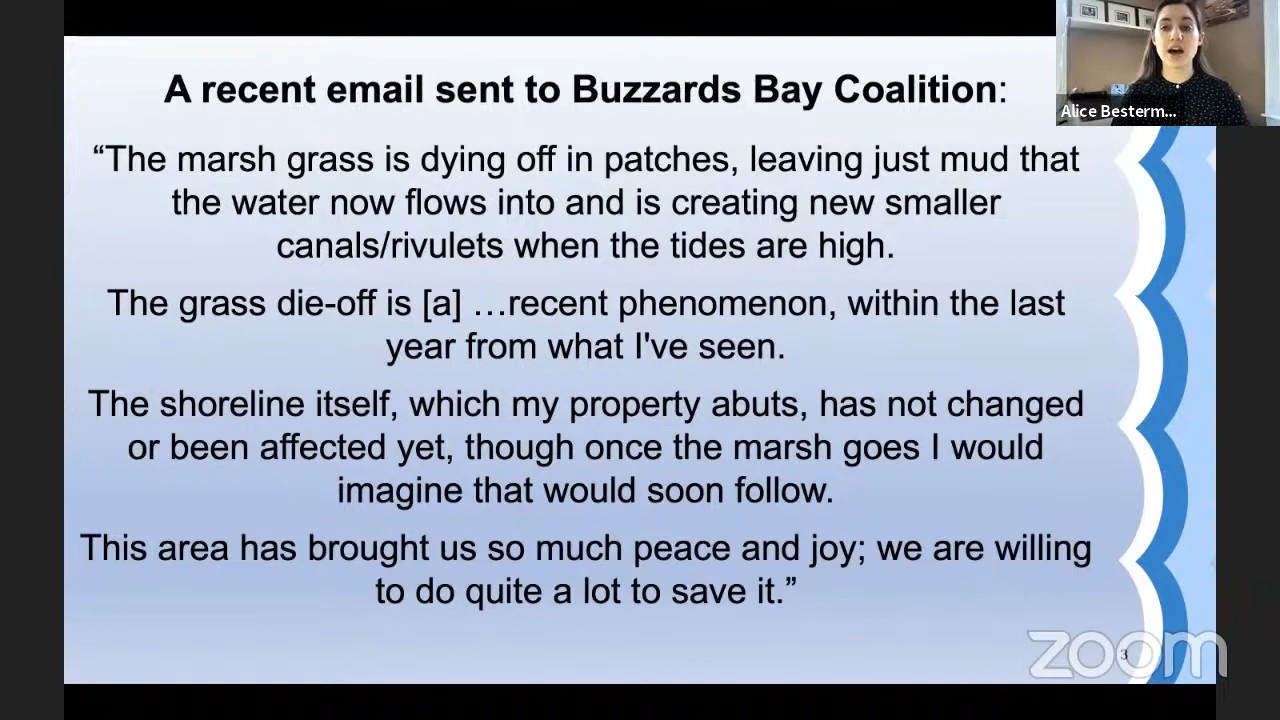 A recent email sent to Buzzards Bay Coalition:
“The marsh grass is dying off in patches, leaving just mud that
the water now flows into and is creating new smaller
canals/rivulets when the tides are high.
The grass die-off is [a] …recent phenomenon, within the last
year from what I've seen.
The shoreline itself, which my property abuts, has not changed
or been affected yet, though once the marsh goes I would
imagine that would soon follow.
This area has brought us so much peace and joy; we are willing
to do quite a lot to save it.”
Alice Besterm...
3
zoom